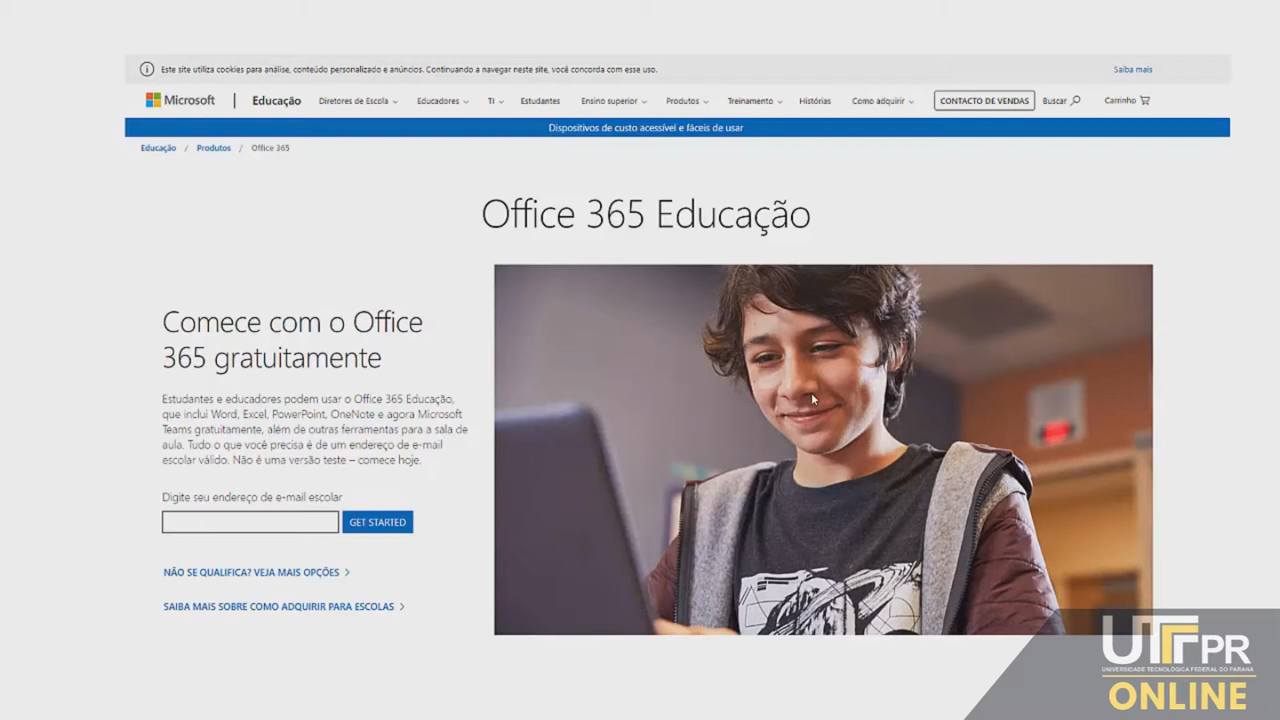 Este site utiliza cookies para análise, conteúdo personalizado e anúncios. Continuando a navegar neste site, você concorda com esse uso.
Saiba mais
Microsoft
Educação
Diretores de Escola
Educadores
TI
Estudantes
Ensino superior
Produtos
Treinamento
Histórias
Como adquirir
CONTACTO DE VENDAS
Buscar
Carrinho
Dispositivos de custo acessível e fáceis de usar
Educação / Produtos / Office 365
Office 365 Educação
Comece com o Office
365 gratuitamente
Estudantes e educadores podem usar o Office 365 Educação,
que inclui Word, Excel, PowerPoint, OneNote e agora Microsoft
Teams gratuitamente, além de outras ferramentas para a sala de
aula. Tudo o que você precisa é de um endereço de e-mail
escolar válido. Não é uma versão teste – comece hoje.
Digite seu endereço de e-mail escolar
GET STARTED
NÃO SE QUALIFICA? VEJA MAIS OPÇÕES
SAIBA MAIS SOBRE COMO ADQUIRIR PARA ESCOLAS
UTFPR
UNIVERSIDADE TECNOLÓGICA FEDERAL DO PARANÁ
ONLINE